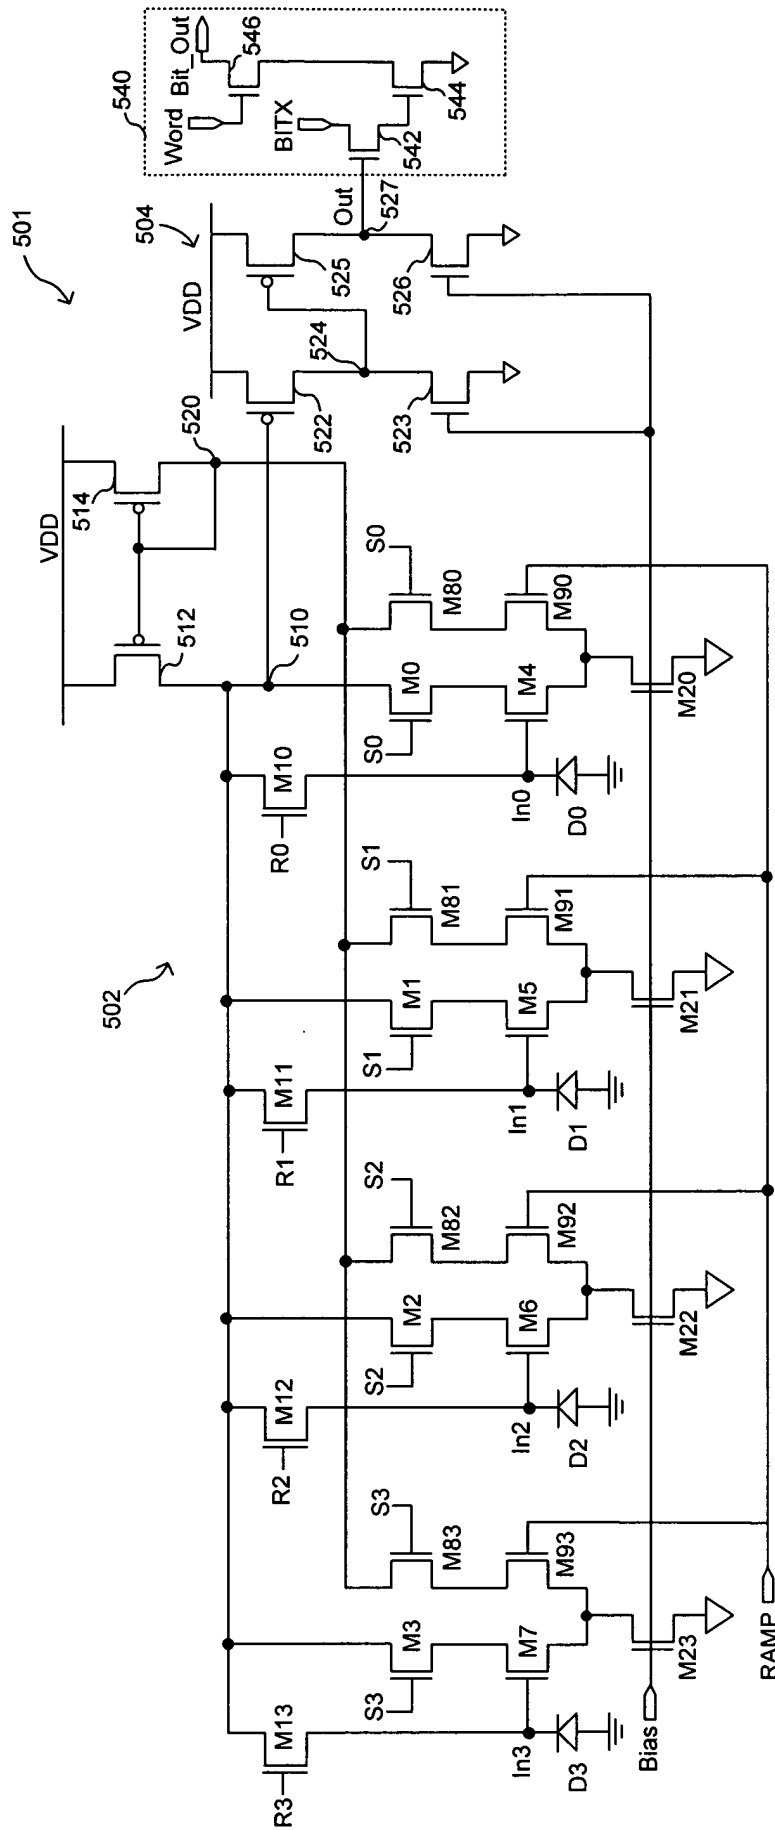 501
502
504
540
Word
Bit_Out
546
BITX
542
544
VDD
VDD
514
512
520
510
522
524
525
Out
527
523
526
R3
M13
R2
M12
R1
M11
R0
M10
S3
M3
S3
M83
S2
M2
S2
M82
S1
M1
S1
M81
S0
M0
S0
M80
In3
M7
M93
In2
M6
M92
In1
M5
M91
In0
M4
M90
D3
D2
D1
D0
M23
M22
M21
M20
Bias
RAMP